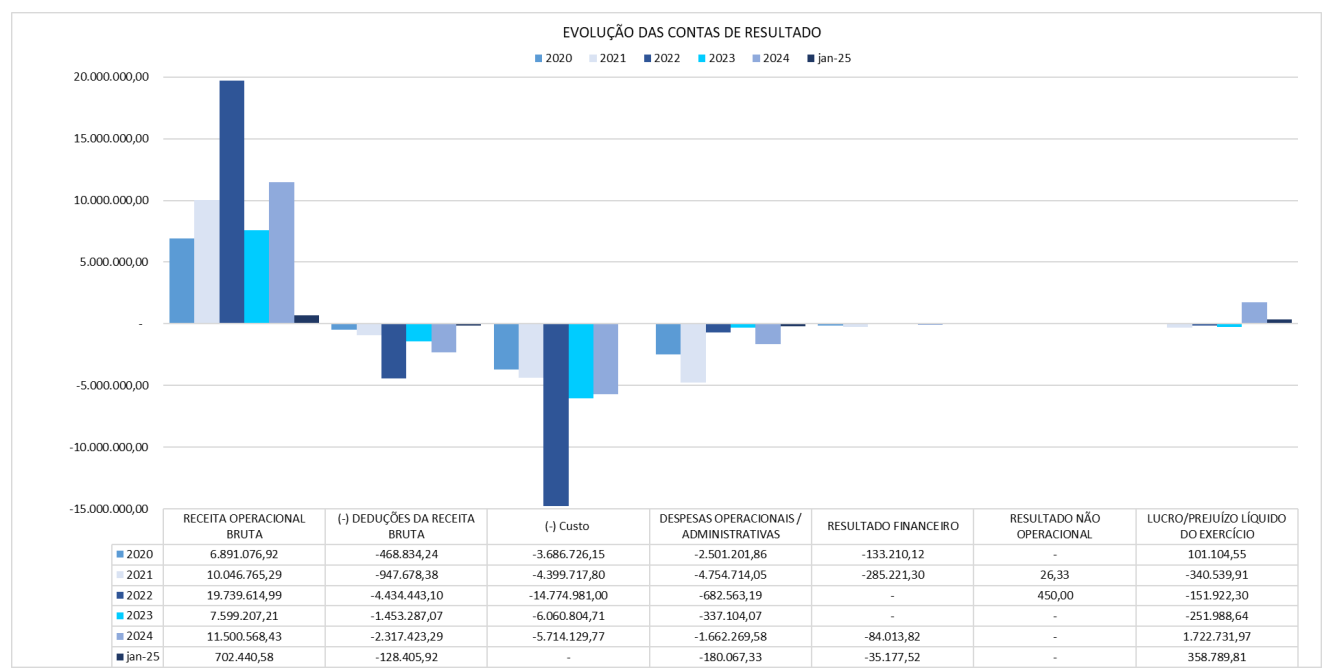 EVOLUÇÃO DAS CONTAS DE RESULTADO
2020 2021 2022 2023 2024 jan-25
20.000.000,00
15.000.000,00
10.000.000,00
5.000.000,00
-
-5.000.000,00
-10.000.000,00
-15.000.000,00
RECEITA OPERACIONAL BRUTA (-) DEDUÇÕES DA RECEITA BRUTA (-) Custo DESPESAS OPERACIONAIS / ADMINISTRATIVAS RESULTADO FINANCEIRO RESULTADO NÃO OPERACIONAL LUCRO/PREJUÍZO LÍQUIDO DO EXERCÍCIO
2020 6.891.076,92 -468.834,24 -3.686.726,15 -2.501.201,86 -133.210,12 - 101.104,55
2021 10.046.765,29 -947.678,38 -4.399.717,80 -4.754.714,05 -285.221,30 26,33 -340.539,91
2022 19.739.614,99 -4.434.443,10 -14.774.981,00 -682.563,19 - 450,00 -151.922,30
2023 7.599.207,21 -1.453.287,07 -6.060.804,71 -337.104,07 - - -251.988,64
2024 11.500.568,43 -2.317.423,29 -5.714.129,77 -1.662.269,58 -84.013,82 - 1.722.731,97
jan-25 702.440,58 -128.405,92 - -180.067,33 -35.177,52 - 358.789,81